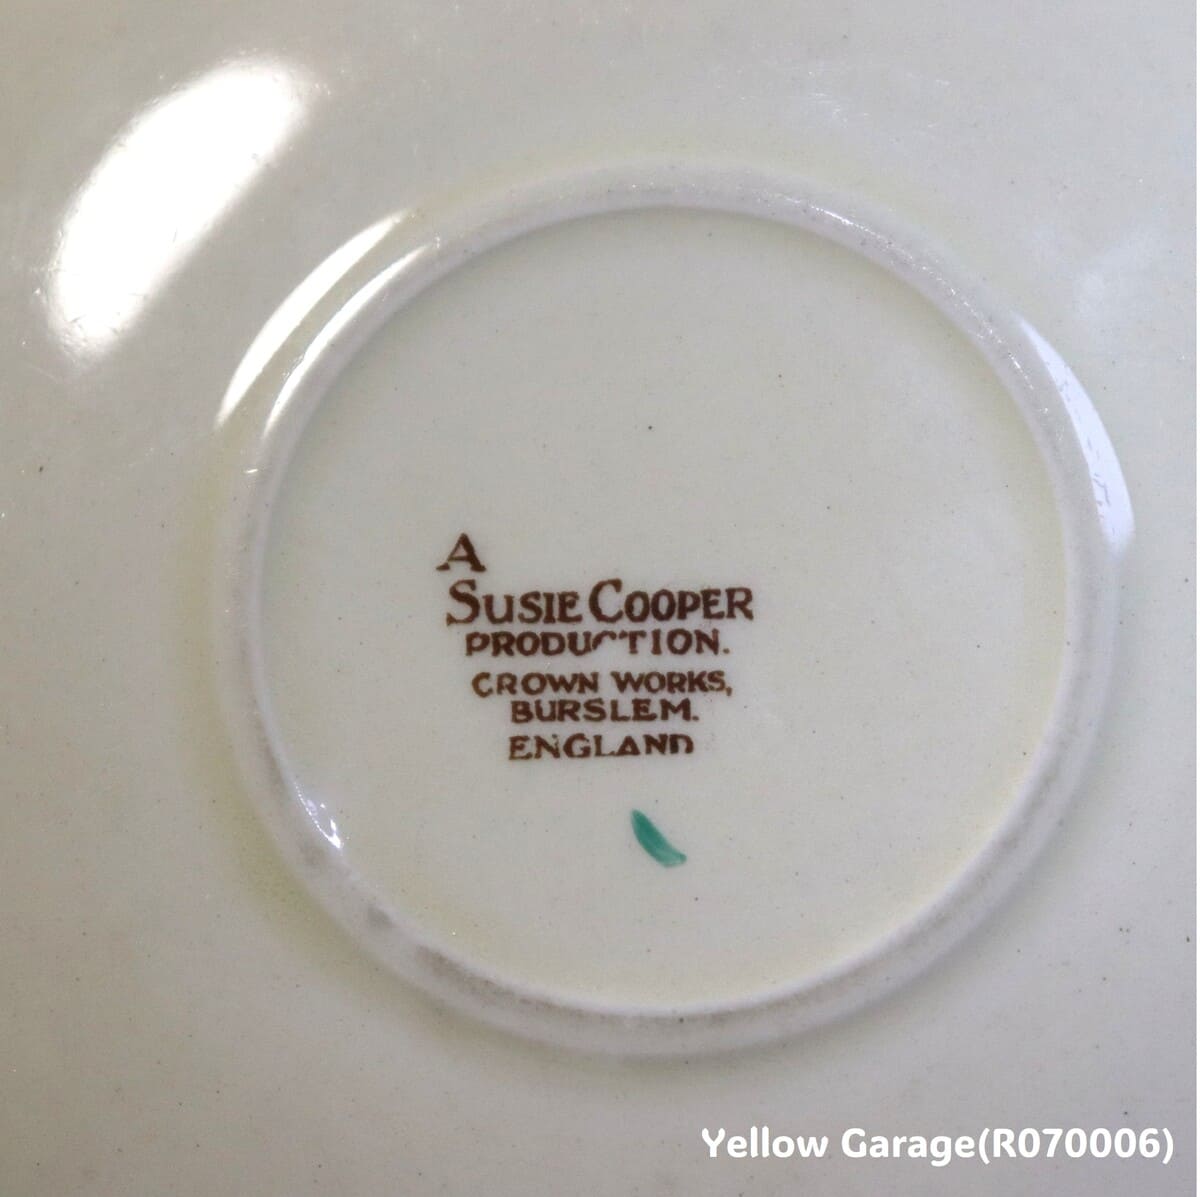 A
SUSIE COOPER
PRODUCTION.
CROWN WORKS,
BURSLEM.
ENGLAND
Yellow Garage(R070006)